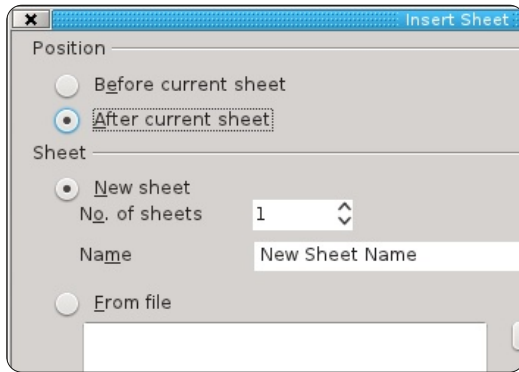 Insert Sheet
Position
Before current sheet
After current sheet
Sheet
New sheet
No. of sheets 1
Name New Sheet Name
From file